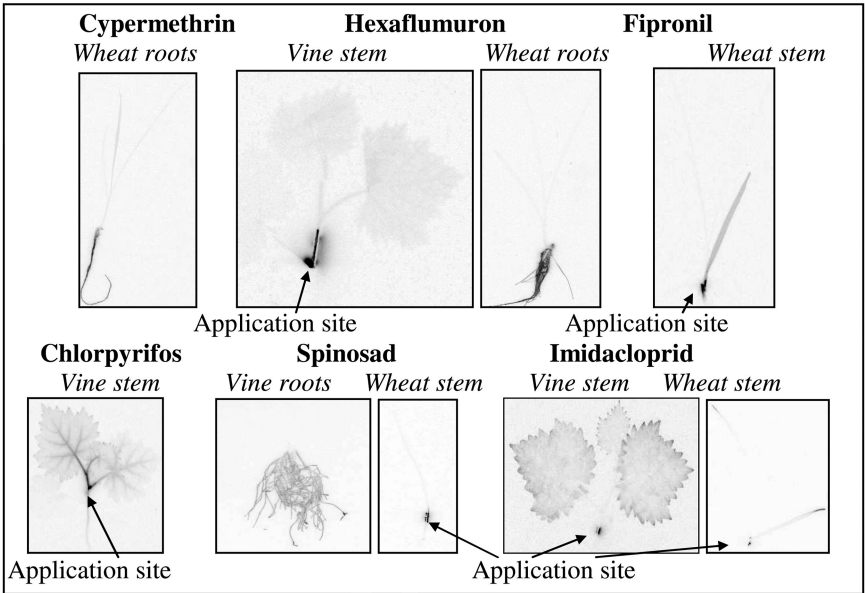 Cypermethrin Hexaflumuron Fipronil
Wheat roots Vine stem Wheat roots Wheat stem
Application site Application site
Chlorpyrifos Spinosad Imidacloprid
Vine stem Vine roots Wheat stem Vine stem Wheat stem
Application site Application site